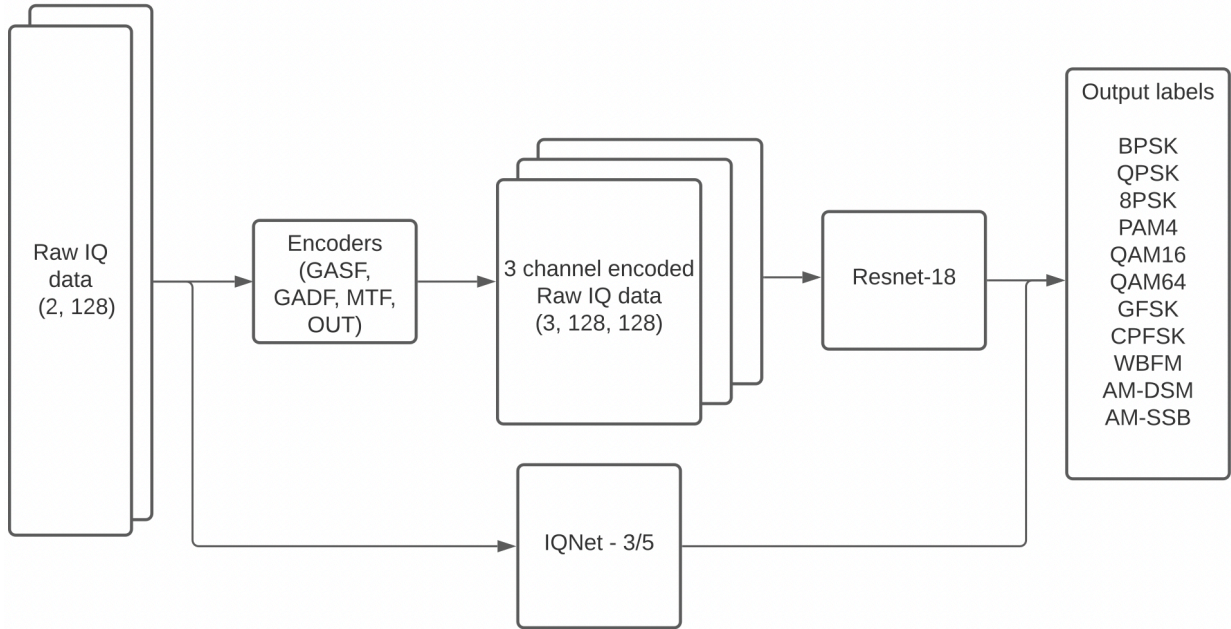 Raw IQ
data
(2, 128)
Encoders
(GASF,
GADF, MTF,
OUT)
3 channel encoded
Raw IQ data
(3, 128, 128)
Resnet-18
IQNet - 3/5
Output labels
BPSK
QPSK
8PSK
PAM4
QAM16
QAM64
GFSK
CPFSK
WBFM
AM-DSM
AM-SSB